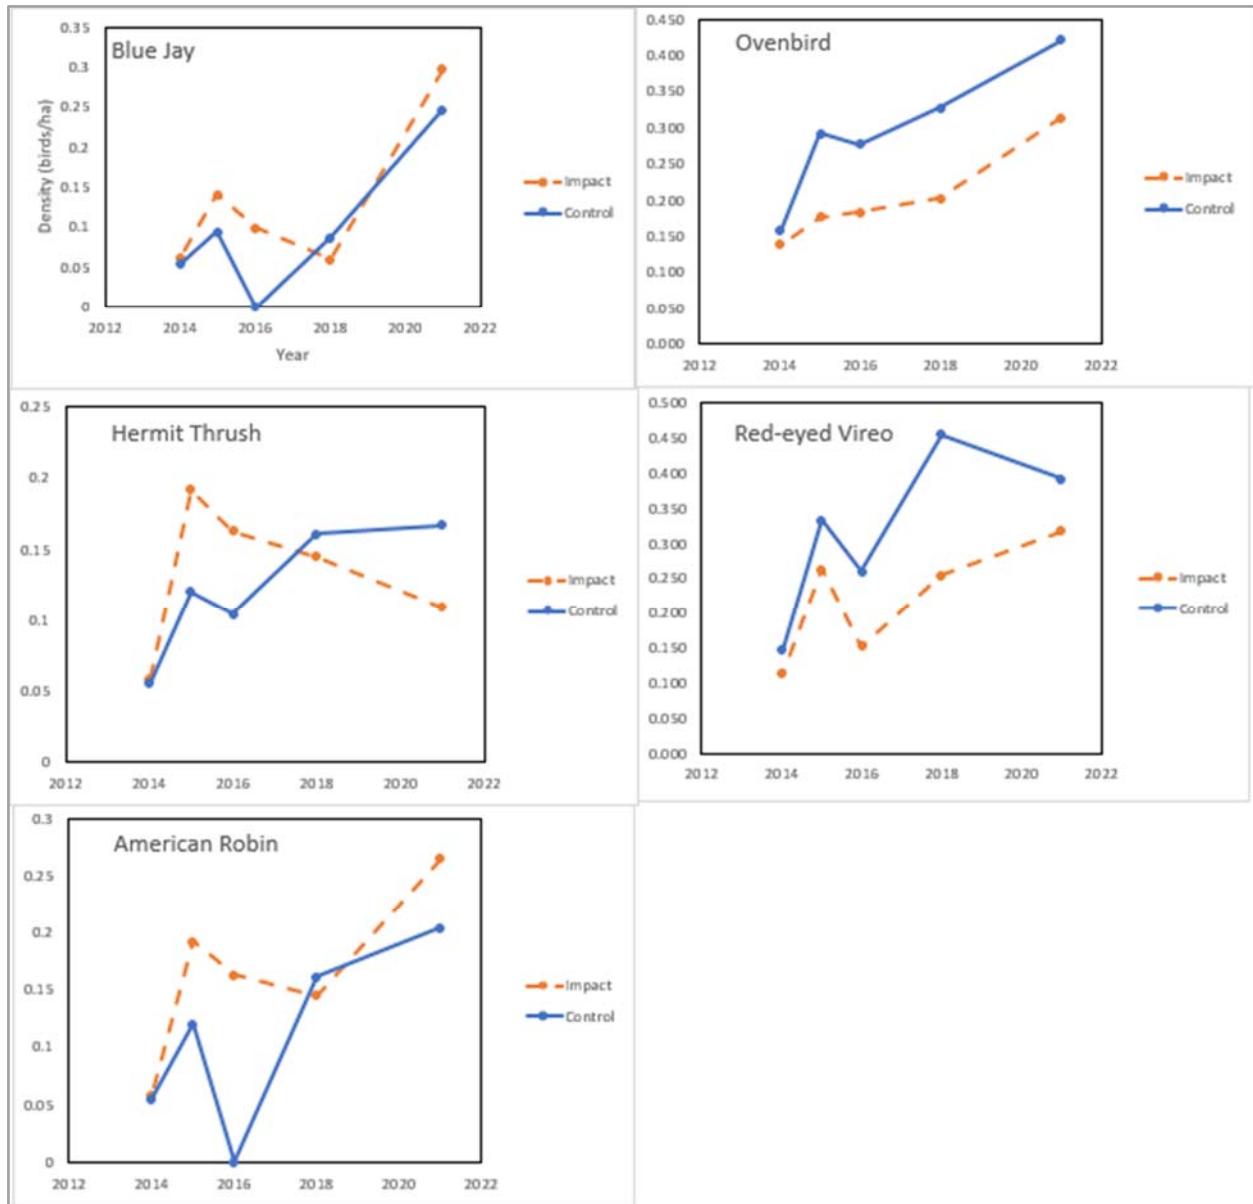 Blue Jay
Density (birds/ha)
0.35
0.3
0.25
0.2
0.15
0.1
0.05
0
2012 2014 2016 2018 2020 2022
Year
Impact
Control
Ovenbird
0.450
0.400
0.350
0.300
0.250
0.200
0.150
0.100
0.050
0.000
2012 2014 2016 2018 2020 2022
Impact
Control
Hermit Thrush
0.25
0.2
0.15
0.1
0.05
0
2012 2014 2016 2018 2020 2022
Impact
Control
Red-eyed Vireo
0.500
0.450
0.400
0.350
0.300
0.250
0.200
0.150
0.100
0.050
0.000
2012 2014 2016 2018 2020 2022
Impact
Control
American Robin
0.3
0.25
0.2
0.15
0.1
0.05
0
2012 2014 2016 2018 2020 2022
Impact
Control